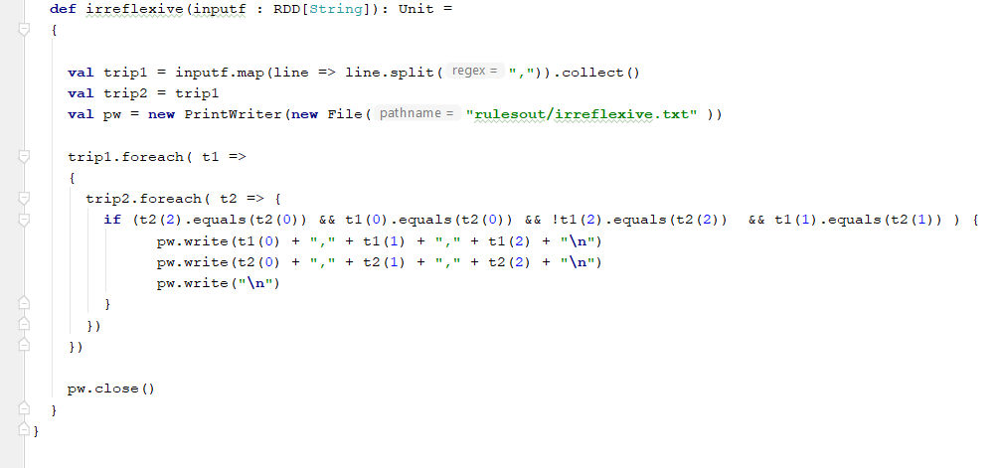 def irreflexive(inputf : RDD[String]): Unit =
{
val trip1 = inputf.map(line => line.split( regex = ",")).collect()
val trip2 = trip1
val pw = new PrintWriter(new File( pathname = "rulesout/irreflexive.txt" ))
trip1.foreach( t1 =>
{
trip2.foreach( t2 => {
if (t2(2).equals(t2(0)) && t1(0).equals(t2(0)) && !t1(2).equals(t2(2))  && t1(1).equals(t2(1)) ) {
pw.write(t1(0) + "," + t1(1) + "," + t1(2) + "\n")
pw.write(t2(0) + "," + t2(1) + "," + t2(2) + "\n")
pw.write("\n")
}
})
})
pw.close()
}
}